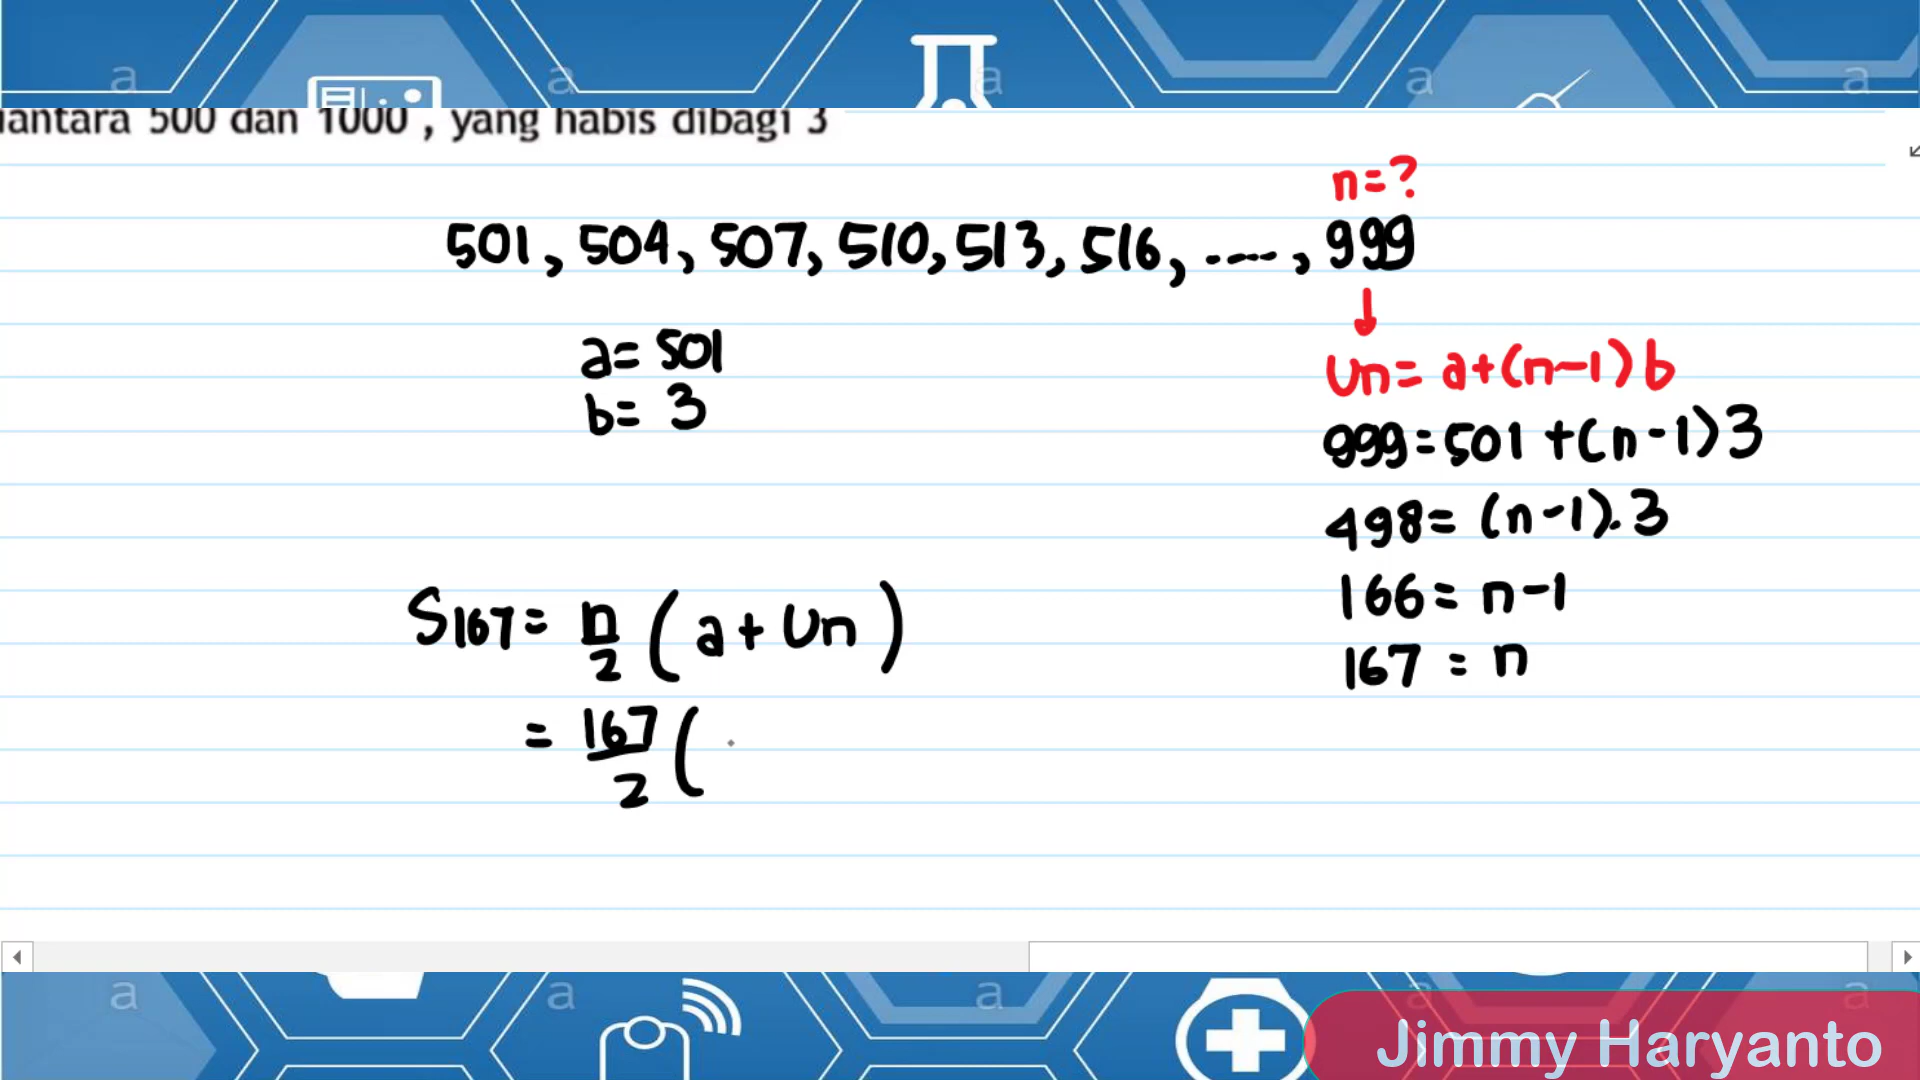 diantara 500 dan 1000 , yang habis dibagi 3
n=?
501, 504, 507, 510, 513, 516, ....., 999
a= 501
b= 3
Un= a+(n-1)b
999=501 +(n-1)3
498= (n-1).3
166= n-1
167 = n
S167= n/2 (a+Un)
= 167/2 (
Jimmy Haryanto